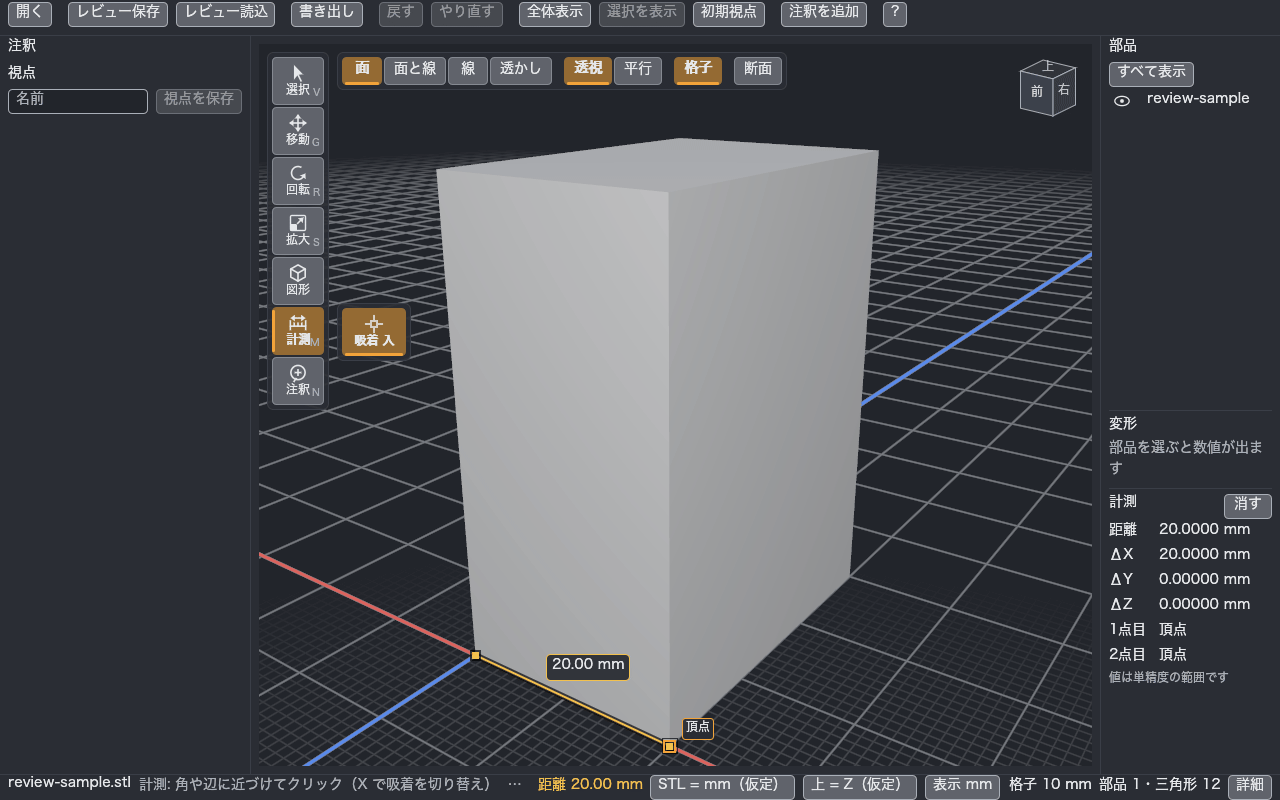 開く レビュー保存 レビュー読込 書き出し 戻す やり直す 全体表示 選択を表示 初期視点 注釈を追加 ?
注釈
視点
名前 視点を保存
選択 V
移動 G
回転 R
拡大 S
図形
計測 M
注釈 N
吸着 入
面 面と線 線 透かし 透視 平行 格子 断面
上
前 右
20.00 mm
頂点
部品
すべて表示
review-sample
変形
部品を選ぶと数値が出ま
す
計測 消す
距離 20.0000 mm
ΔX 20.0000 mm
ΔY 0.00000 mm
ΔZ 0.00000 mm
1点目 頂点
2点目 頂点
値は単精度の範囲です
review-sample.stl 計測: 角や辺に近づけてクリック（X で吸着を切り替え） … 距離 20.00 mm STL = mm（仮定） 上 = Z（仮定） 表示 mm 格子 10 mm 部品 1・三角形 12 詳細